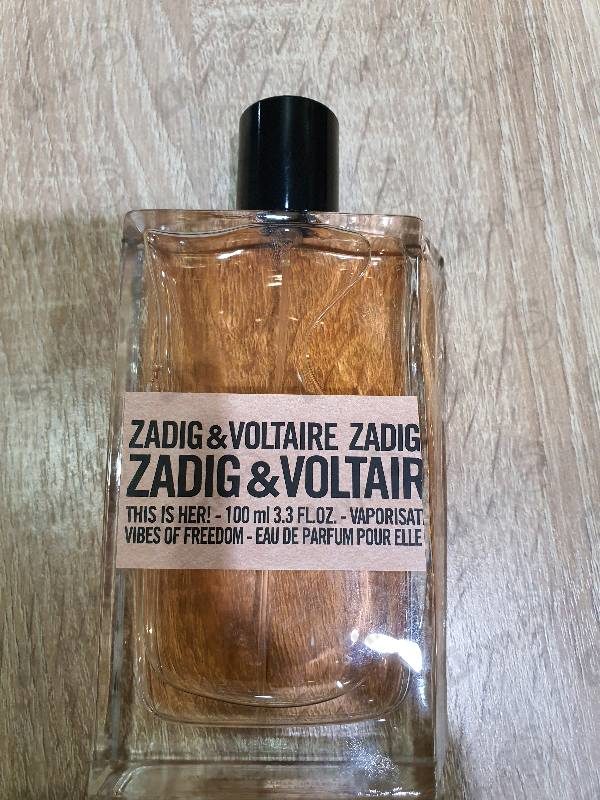 ZADIG&VOLTAIRE ZADIG
ZADIG&VOLTAIR
THIS IS HER! - 100 ml 3.3 FL.OZ. - VAPORISAT
VIBES OF FREEDOM - EAU DE PARFUM POUR ELLE